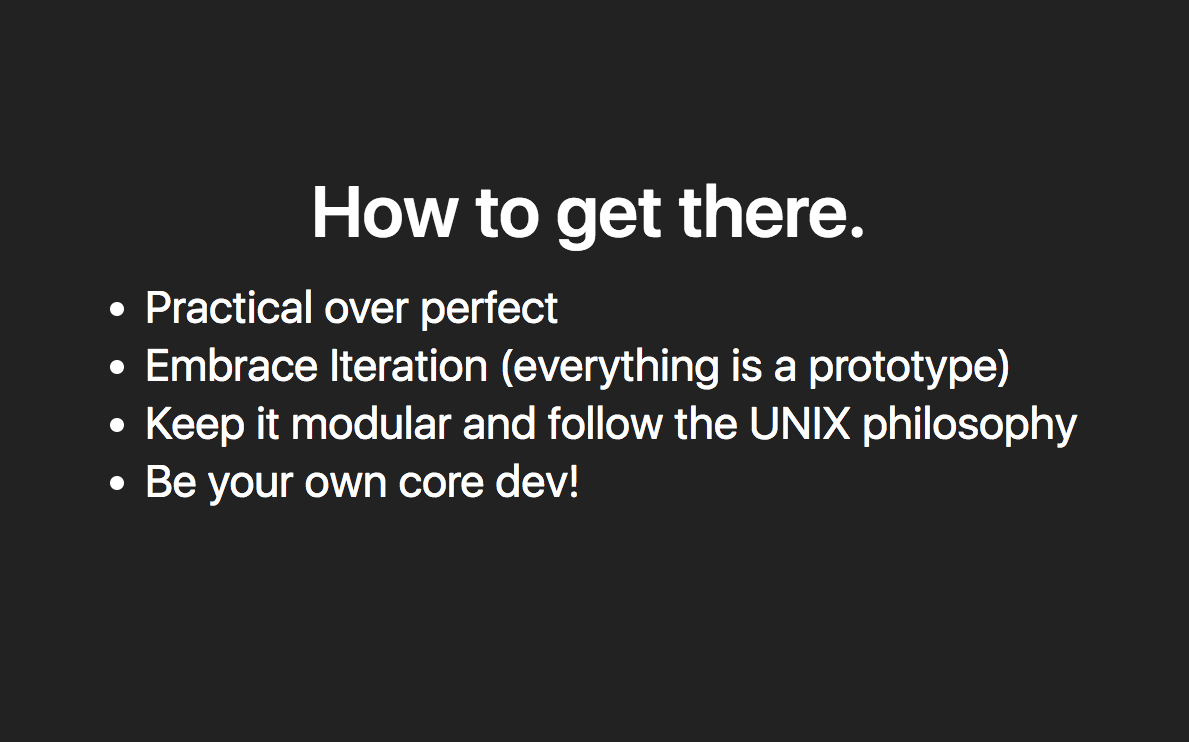 How to get there.
• Practical over perfect
• Embrace Iteration (everything is a prototype)
• Keep it modular and follow the UNIX philosophy
• Be your own core dev!